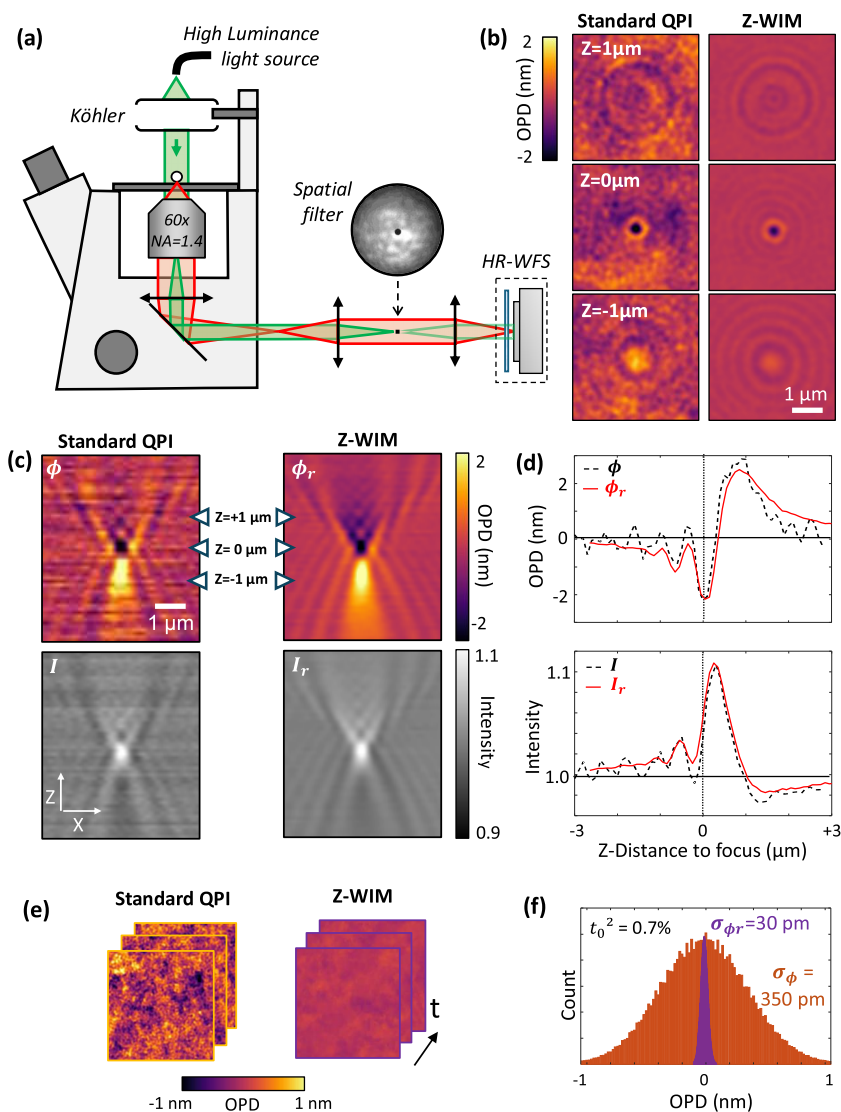 (a)
High Luminance
light source
Köhler
60x
NA=1.4
Spatial
filter
HR-WFS
(b)
Standard QPI
Z-WIM
2
OPD (nm)
-2
Z=1µm
Z=0µm
Z=-1µm
1 µm
(c)
Standard QPI
Z-WIM
ϕ
ϕr
Z=+1 µm
Z= 0 µm
Z=-1 µm
1 µm
2
OPD (nm)
-2
I
Ir
Z
X
1.1
Intensity
0.9
(d)
ϕ
ϕr
2
0
-2
OPD (nm)
I
Ir
1.1
1.0
Intensity
-3
0
+3
Z-Distance to focus (µm)
(e)
Standard QPI
Z-WIM
t
-1 nm
OPD
1 nm
(f)
t0² = 0.7%
σϕr=30 pm
σϕ =
350 pm
Count
-1
0
1
OPD (nm)